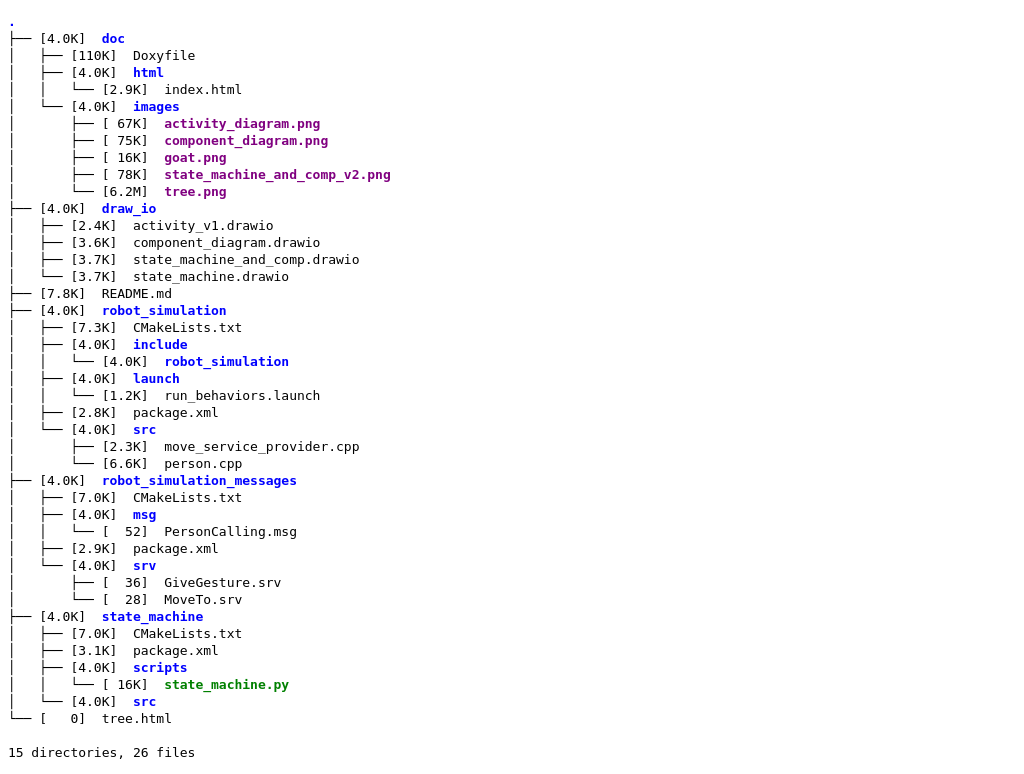 .
├── [4.0K]  doc
│   ├── [110K]  Doxyfile
│   ├── [4.0K]  html
│   │   └── [2.9K]  index.html
│   └── [4.0K]  images
│       ├── [ 67K]  activity_diagram.png
│       ├── [ 75K]  component_diagram.png
│       ├── [ 16K]  goat.png
│       ├── [ 78K]  state_machine_and_comp_v2.png
│       └── [6.2M]  tree.png
├── [4.0K]  draw_io
│   ├── [2.4K]  activity_v1.drawio
│   ├── [3.6K]  component_diagram.drawio
│   ├── [3.7K]  state_machine_and_comp.drawio
│   └── [3.7K]  state_machine.drawio
├── [7.8K]  README.md
├── [4.0K]  robot_simulation
│   ├── [7.3K]  CMakeLists.txt
│   ├── [4.0K]  include
│   │   └── [4.0K]  robot_simulation
│   ├── [4.0K]  launch
│   │   └── [1.2K]  run_behaviors.launch
│   ├── [2.8K]  package.xml
│   └── [4.0K]  src
│       ├── [2.3K]  move_service_provider.cpp
│       └── [6.6K]  person.cpp
├── [4.0K]  robot_simulation_messages
│   ├── [7.0K]  CMakeLists.txt
│   ├── [4.0K]  msg
│   │   └── [  52]  PersonCalling.msg
│   ├── [2.9K]  package.xml
│   └── [4.0K]  srv
│       ├── [  36]  GiveGesture.srv
│       └── [  28]  MoveTo.srv
├── [4.0K]  state_machine
│   ├── [7.0K]  CMakeLists.txt
│   ├── [3.1K]  package.xml
│   ├── [4.0K]  scripts
│   │   └── [ 16K]  state_machine.py
│   └── [4.0K]  src
└── [   0]  tree.html
15 directories, 26 files